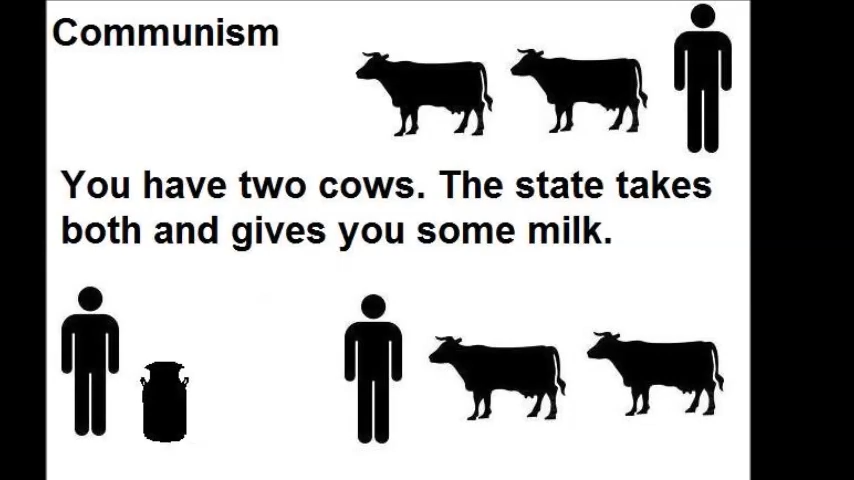 Communism
You have two cows. The state takes
both and gives you some milk.